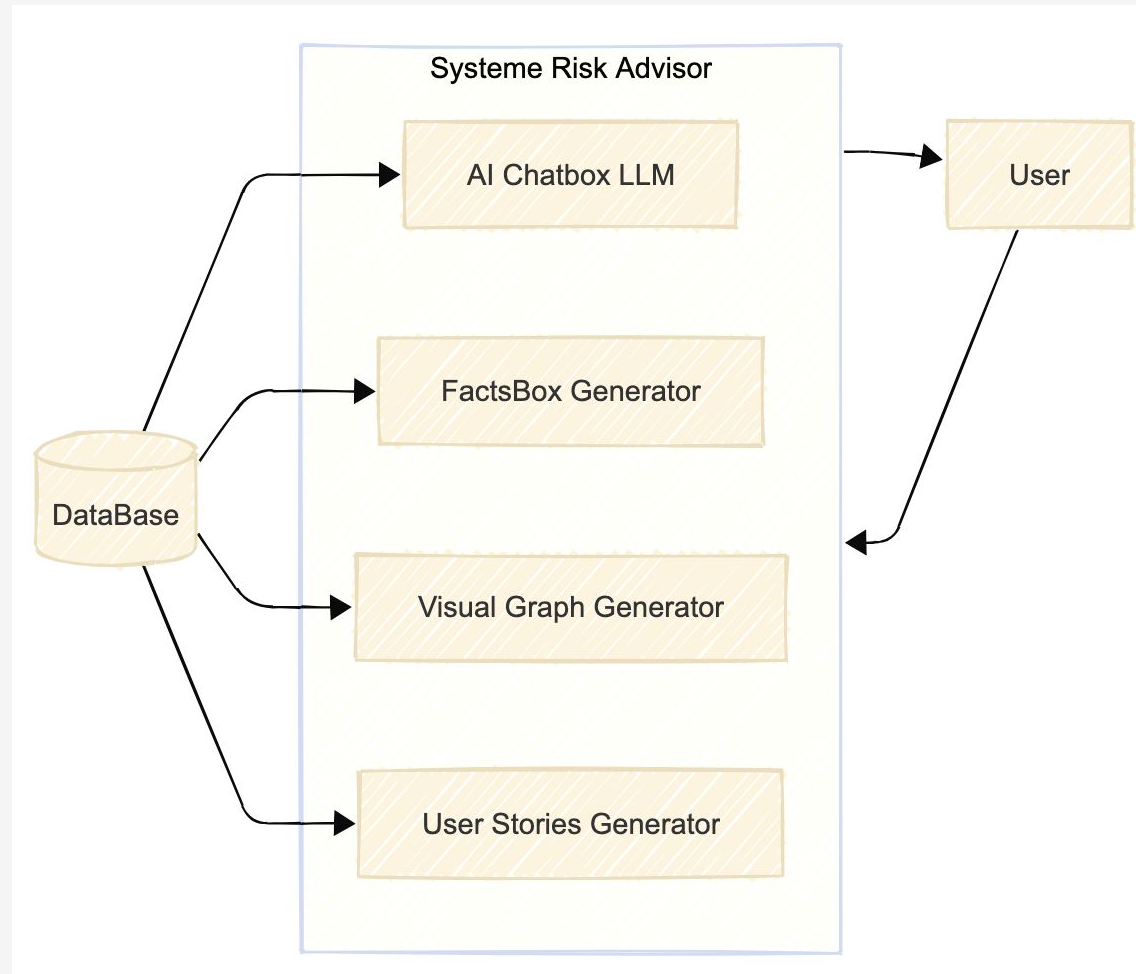 Systeme Risk Advisor
AI Chatbox LLM
User
FactsBox Generator
DataBase
Visual Graph Generator
User Stories Generator